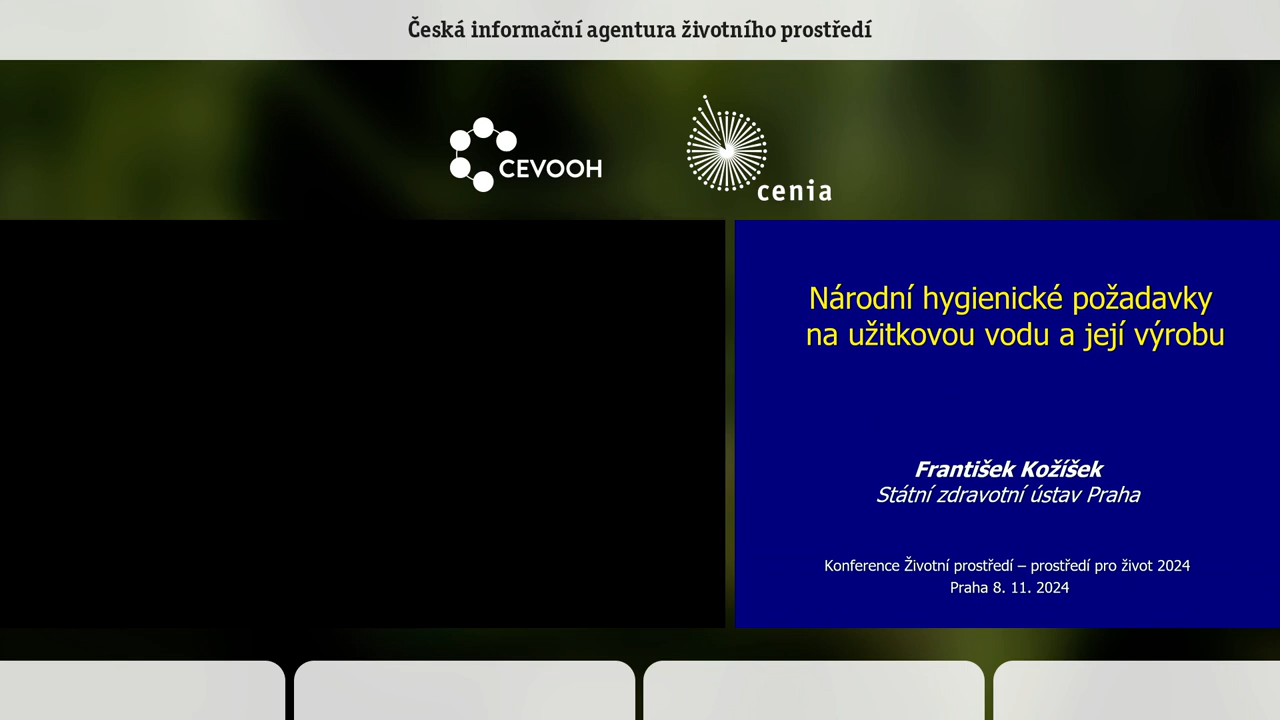 Česká informační agentura životního prostředí
CEVOOH
cenia
Národní hygienické požadavky
na užitkovou vodu a její výrobu
František Kožíšek
Státní zdravotní ústav Praha
Konference Životní prostředí – prostředí pro život 2024
Praha 8. 11. 2024